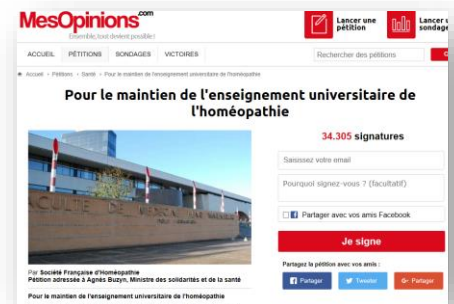 MesOpinions.com
Ensemble, tout devient possible !
Lancer une pétition
Lancer
sondage
ACCUEIL PÉTITIONS SONDAGES VICTOIRES
Rechercher des pétitions
Accueil › Pétitions › Santé › Pour le maintien de l'enseignement universitaire de l'homéopathie
Pour le maintien de l'enseignement universitaire de
l'homéopathie
FACULTE DE MEDECINE
34.305 signatures
Saisissez votre email
Pourquoi signez-vous ? (facultatif)
Partager avec vos amis Facebook
Je signe
Partagez la pétition avec vos amis :
Partager Tweeter Partager
Par Société Française d'Homéopathie
Pétition adressée à Agnès Buzyn, Ministre des solidarités et de la santé
Pour le maintien de l'enseignement universitaire de l'homéopathie